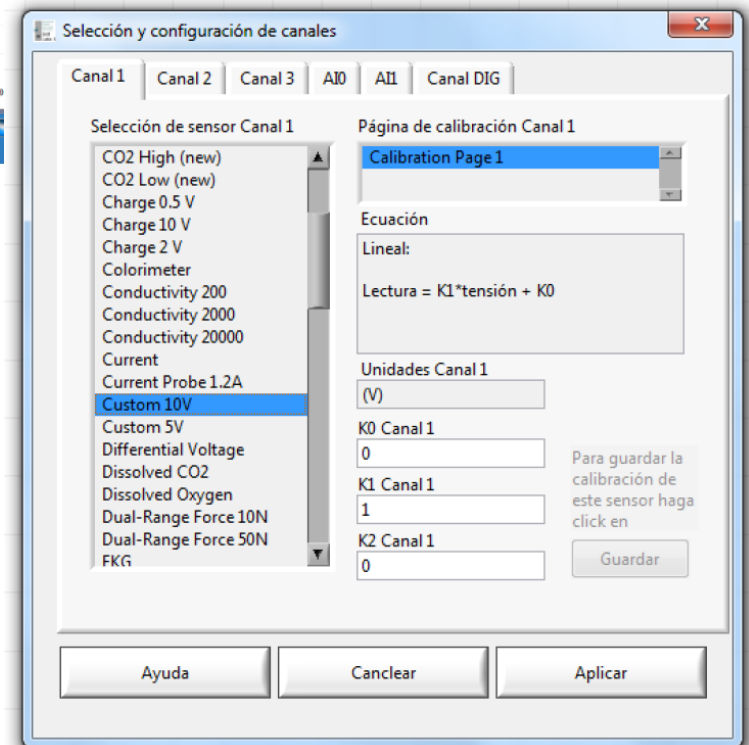 Selección y configuración de canales
Canal 1
Canal 2
Canal 3
AI0
AI1
Canal DIG
Selección de sensor Canal 1
CO2 High (new)
CO2 Low (new)
Charge 0.5 V
Charge 10 V
Charge 2 V
Colorimeter
Conductivity 200
Conductivity 2000
Conductivity 20000
Current
Current Probe 1.2A
Custom 10V
Custom 5V
Differential Voltage
Dissolved CO2
Dissolved Oxygen
Dual-Range Force 10N
Dual-Range Force 50N
EKG
Página de calibración Canal 1
Calibration Page 1
Ecuación
Lineal:
Lectura = K1*tensión + K0
Unidades Canal 1
(V)
K0 Canal 1
0
K1 Canal 1
1
K2 Canal 1
0
Para guardar la
calibración de
este sensor haga
click en
Guardar
Ayuda
Canclear
Aplicar